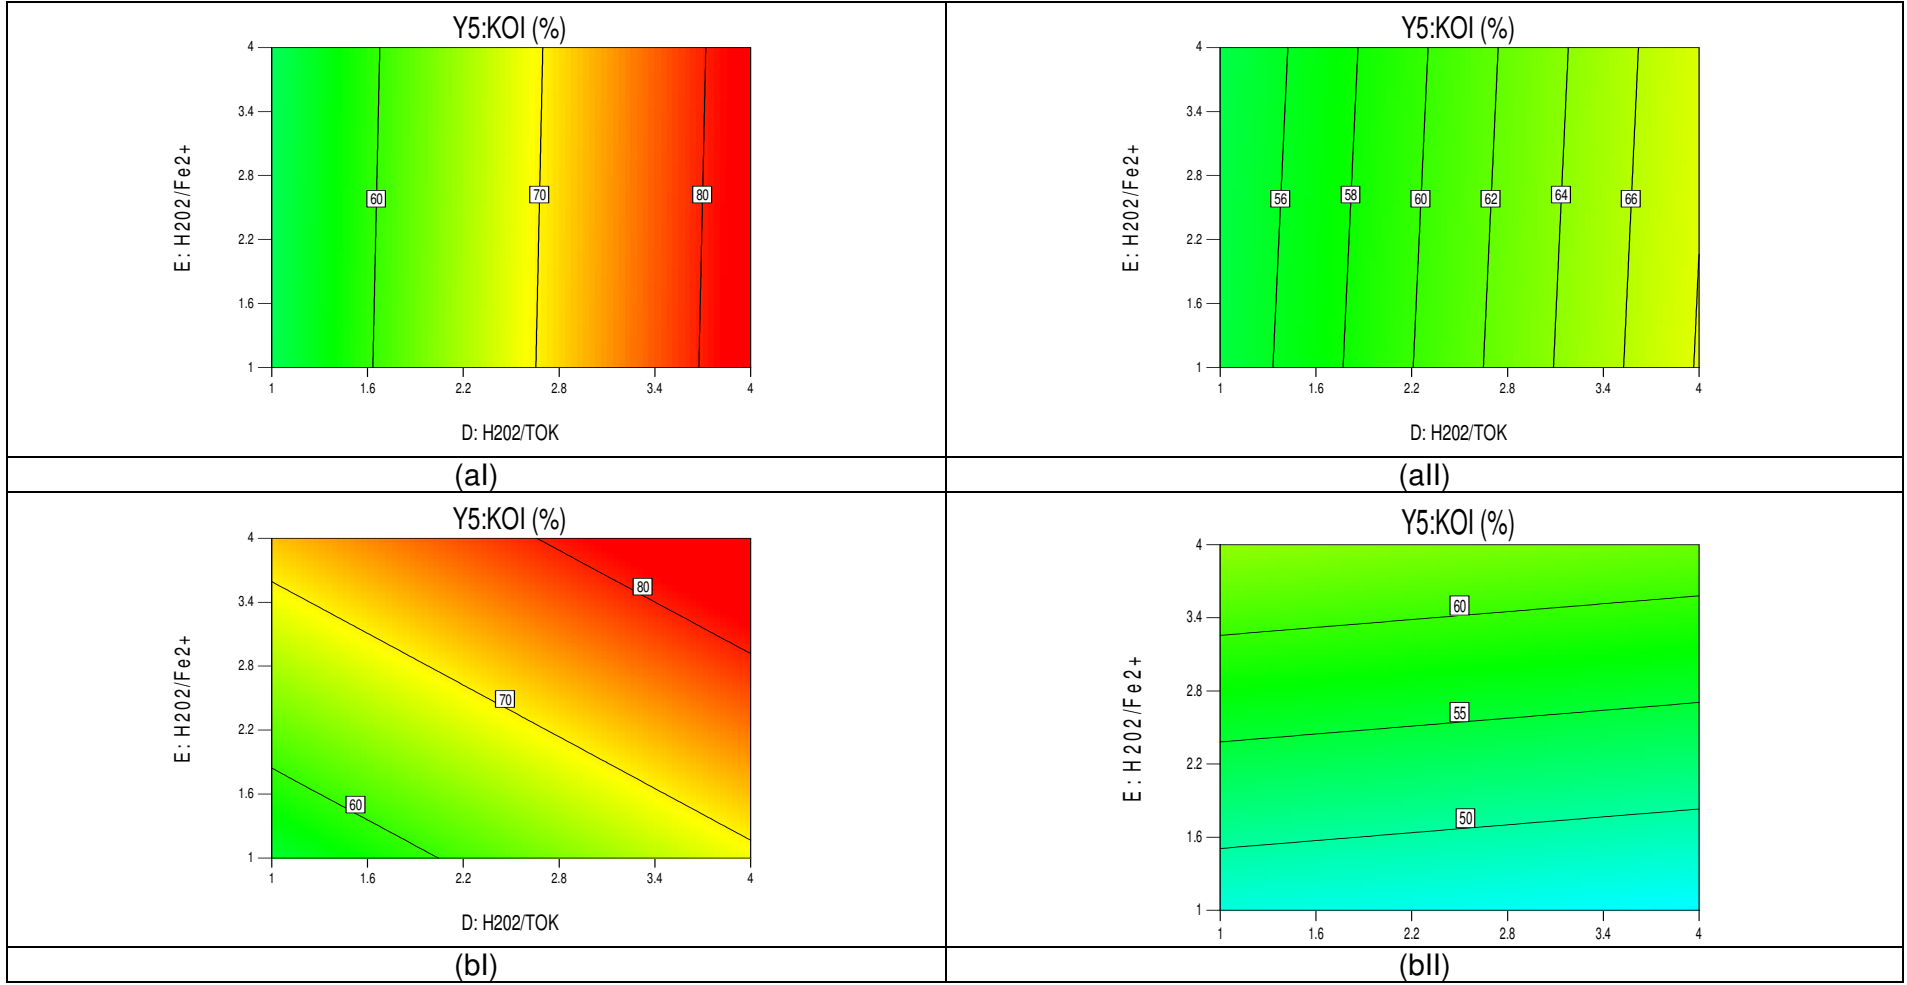 Y5:KOI (%)
4
3.4
2.8
2.2
1.6
1
1 1.6 2.2 2.8 3.4 4
E: H202/Fe2+
D: H202/TOK
60 70 80
(aI)
Y5:KOI (%)
4
3.4
2.8
2.2
1.6
1
1 1.6 2.2 2.8 3.4 4
E: H202/Fe2+
D: H202/TOK
56 58 60 62 64 66
(aII)
Y5:KOI (%)
4
3.4
2.8
2.2
1.6
1
1 1.6 2.2 2.8 3.4 4
E: H202/Fe2+
D: H202/TOK
80
70
60
(bI)
Y5:KOI (%)
4
3.4
2.8
2.2
1.6
1
1 1.6 2.2 2.8 3.4 4
E: H202/Fe2+
60
55
50
(bII)